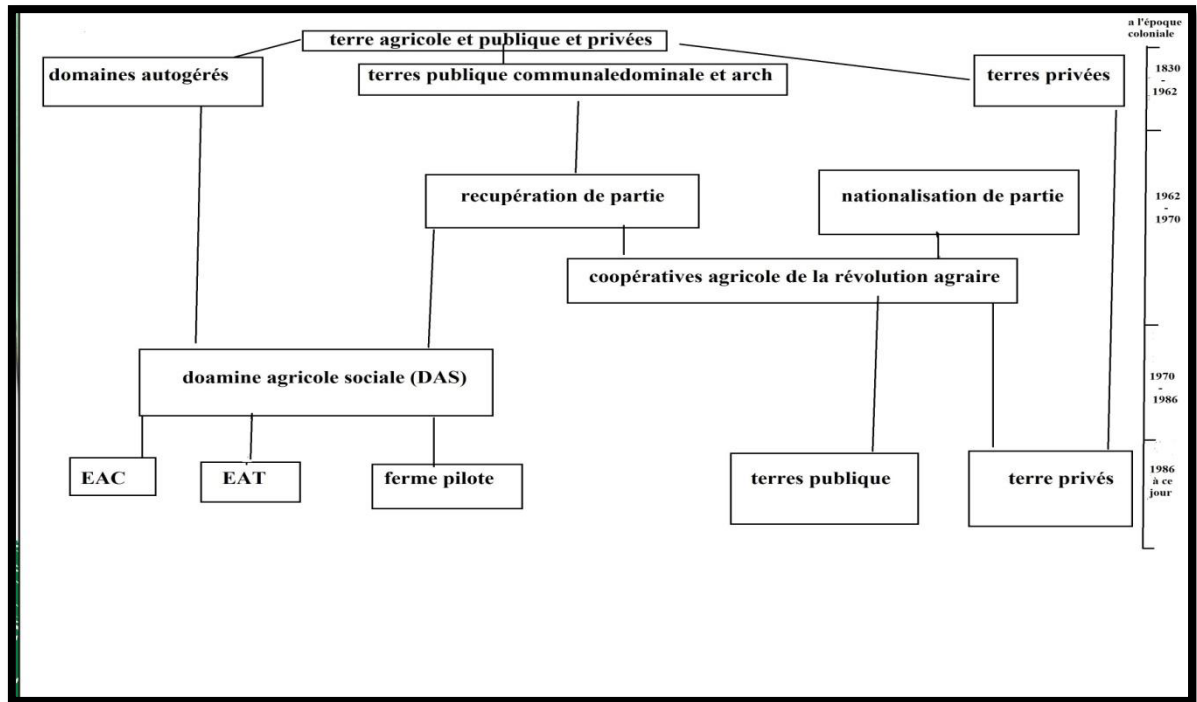 a l'époque
coloniale
terre agricole et publique et privées
domaines autogérés
terres publique communaledominale et arch
terres privées
1830
-
1962
recupération de partie
nationalisation de partie
1962
-
1970
coopératives agricole de la révolution agraire
doamine agricole sociale (DAS)
1970
-
1986
EAC
EAT
ferme pilote
terres publique
terre privés
1986
à ce
jour